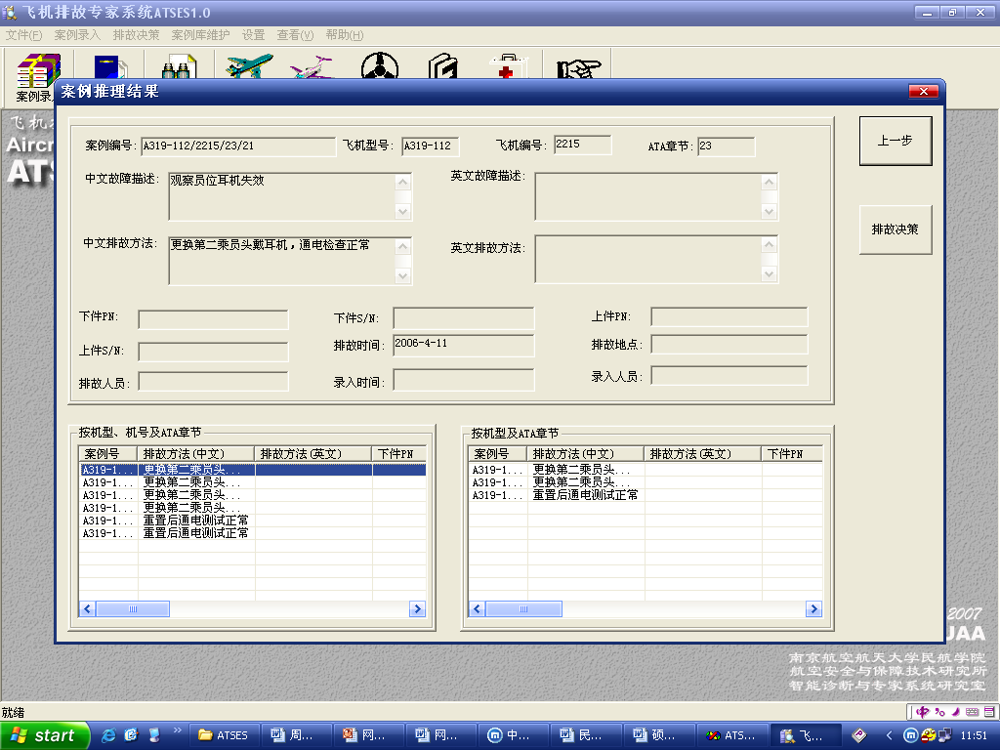 飞机排故专家系统ATSES1.0
文件(F) 案例录入 排故决策 案例库维护 设置 查看(V) 帮助(H)
案例录
飞机
Aircr
ATS
案例推理结果
案例编号: A319-112/2215/23/21 飞机型号: A319-112 飞机编号: 2215 ATA章节: 23
上一步
中文故障描述: 观察员位耳机失效 英文故障描述:
排故决策
中文排故方法: 更换第二乘员头戴耳机，通电检查正常 英文排故方法:
下件PN: 下件S/N: 上件PN:
上件S/N: 排故时间: 2006-4-11 排故地点:
排故人员: 录入时间: 录入人员:
按机型、机号及ATA章节
案例号 排故方法(中文) 排故方法(英文) 下件PN
A319-1... 更换第二乘员头...
A319-1... 更换第二乘员头...
A319-1... 更换第二乘员头...
A319-1... 更换第二乘员头...
A319-1... 重置后通电测试正常
A319-1... 重置后通电测试正常
按机型及ATA章节
案例号 排故方法(中文) 排故方法(英文) 下件PN
A319-1... 更换第二乘员头...
A319-1... 更换第二乘员头...
A319-1... 重置后通电测试正常
2007
UAA
南京航空航天大学民航学院
航空安全与保障技术研究所
智能诊断与专家系统研究室
就绪
中
start ATSES 周... 网... 网... 中... 民... 硕... ATS... 飞... 11:51